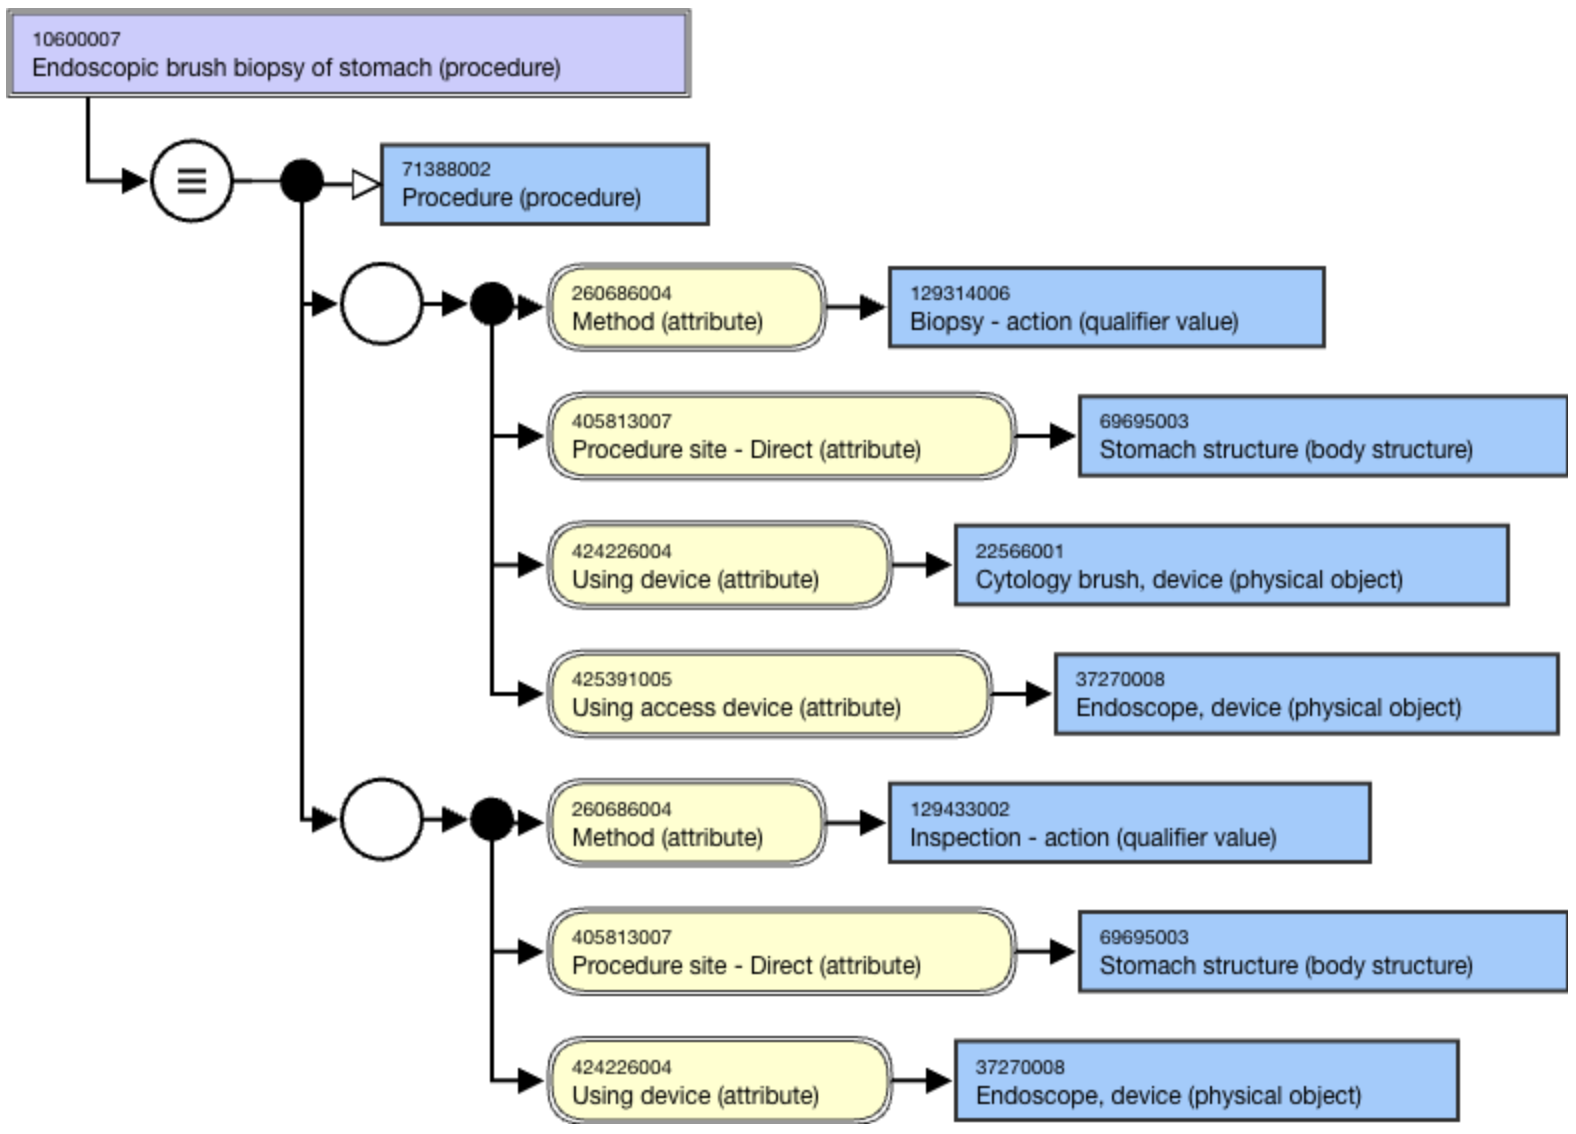 10600007
Endoscopic brush biopsy of stomach (procedure)
71388002
Procedure (procedure)
260686004
Method (attribute)
129314006
Biopsy - action (qualifier value)
405813007
Procedure site - Direct (attribute)
69695003
Stomach structure (body structure)
424226004
Using device (attribute)
22566001
Cytology brush, device (physical object)
425391005
Using access device (attribute)
37270008
Endoscope, device (physical object)
260686004
Method (attribute)
129433002
Inspection - action (qualifier value)
405813007
Procedure site - Direct (attribute)
69695003
Stomach structure (body structure)
424226004
Using device (attribute)
37270008
Endoscope, device (physical object)